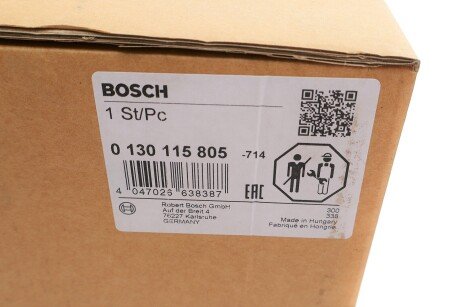 BOSCH
1 St/Pc
0 130 115 805 -714
4 047026 638387
EAC
Robert Bosch GmbH
Auf der Breit 4
76227 Karlsruhe
GERMANY
300
338
Made in Hungary
Fabriqué en Hongrie